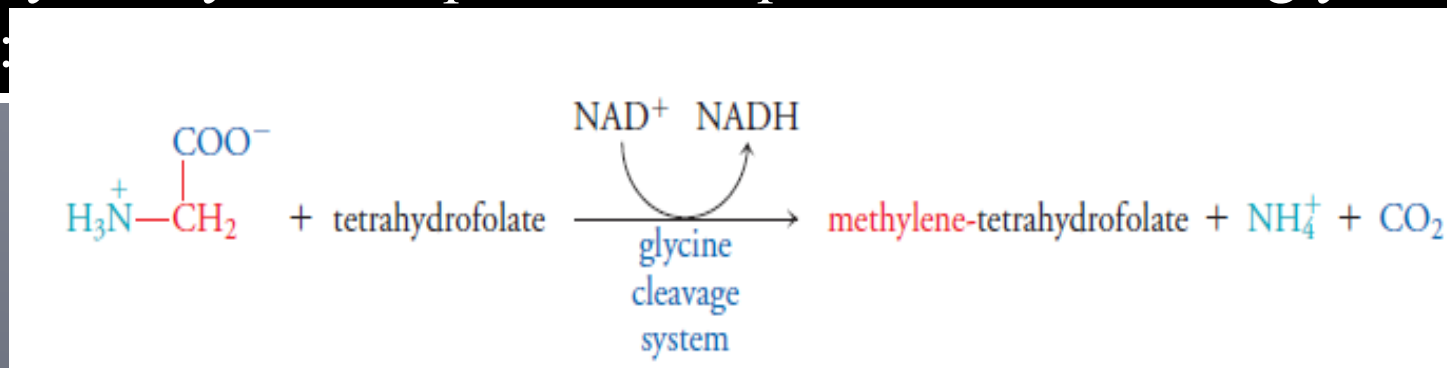 :
NAD+ NADH
COO−
H3N+—CH2 + tetrahydrofolate methylene-tetrahydrofolate + NH4+ + CO2
glycine
cleavage
system